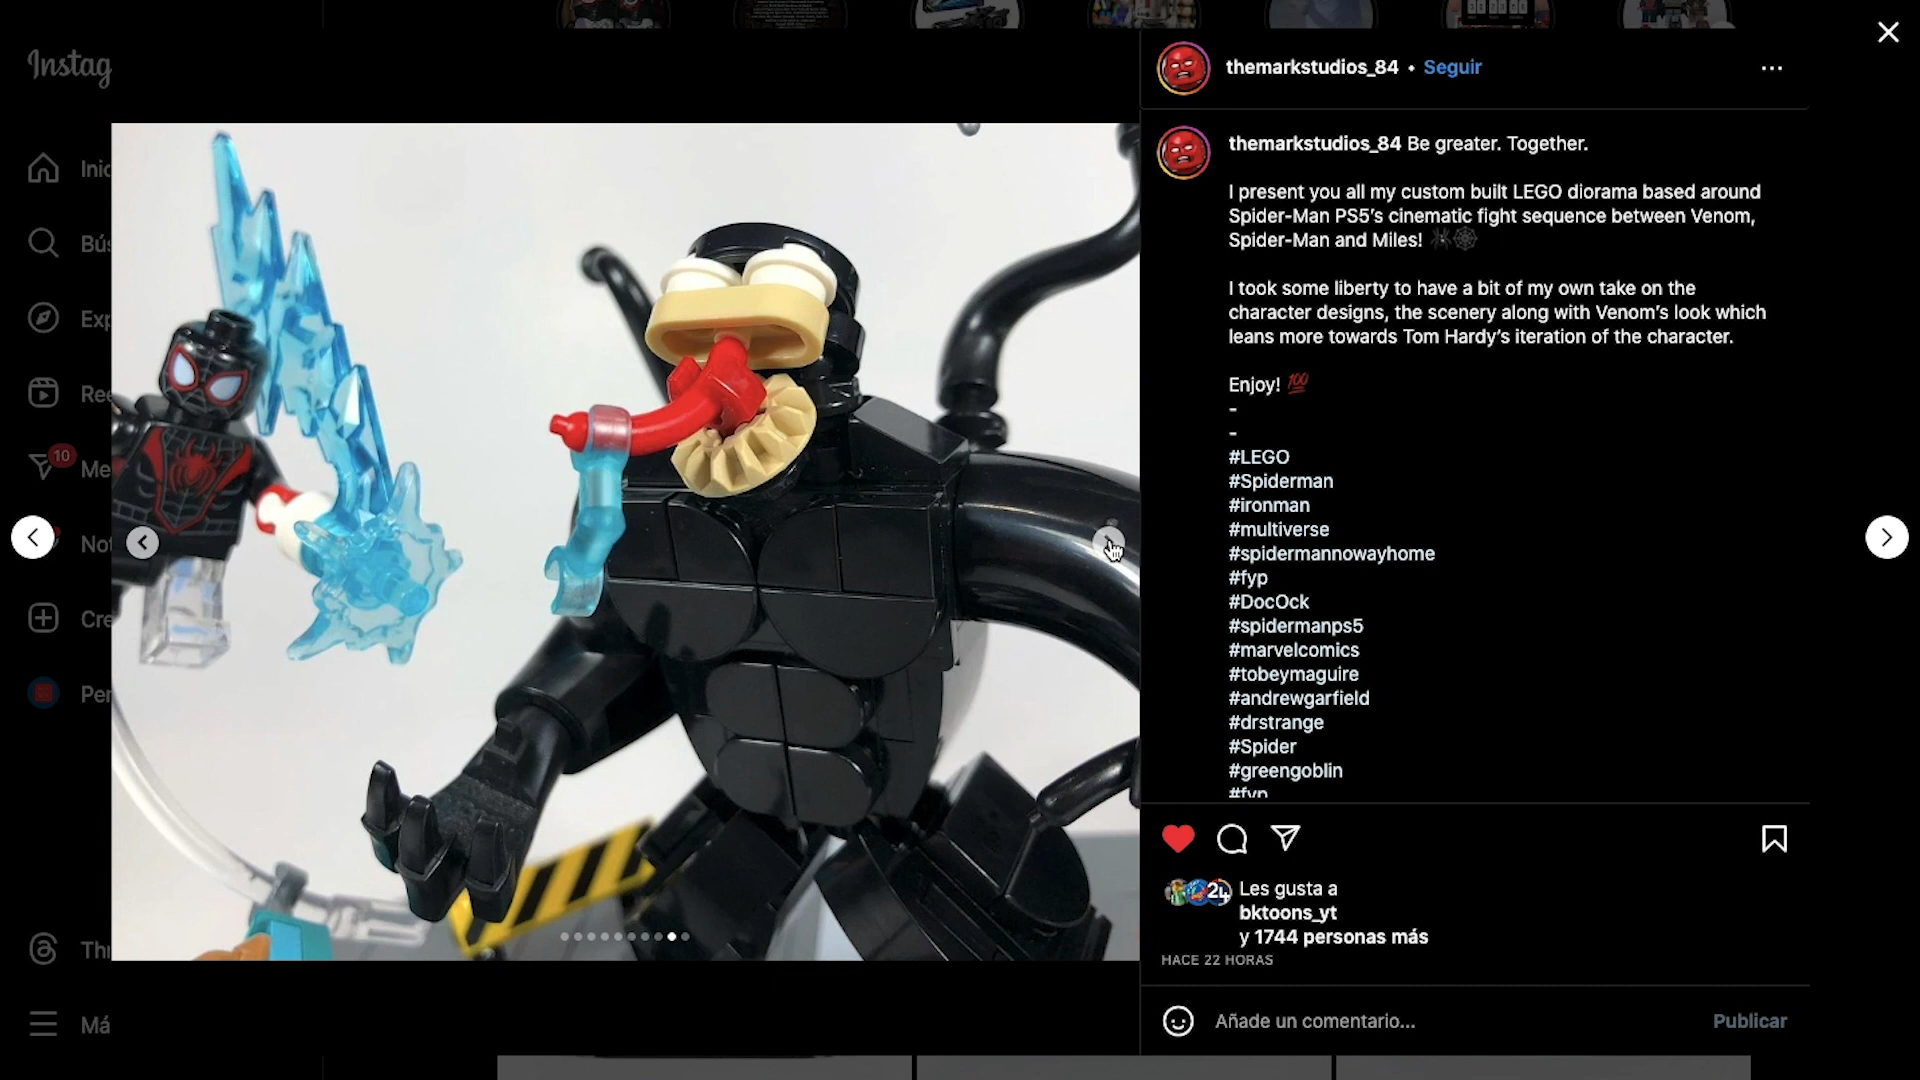 Instag
Inic
Bús
Exp
Ree
10
Me
Not
Cre
Per
Thr
Má
themarkstudios_84 • Seguir
themarkstudios_84 Be greater. Together.
I present you all my custom built LEGO diorama based around
Spider-Man PS5's cinematic fight sequence between Venom,
Spider-Man and Miles! 🕷🕸
I took some liberty to have a bit of my own take on the
character designs, the scenery along with Venom's look which
leans more towards Tom Hardy's iteration of the character.
Enjoy! 💯
-
-
#LEGO
#Spiderman
#ironman
#multiverse
#spidermannowayhome
#fyp
#DocOck
#spidermanps5
#marvelcomics
#tobeymaguire
#andrewgarfield
#drstrange
#Spider
#greengoblin
#fyp
24
Les gusta a
bktoons_yt
y 1744 personas más
HACE 22 HORAS
Añade un comentario...
Publicar